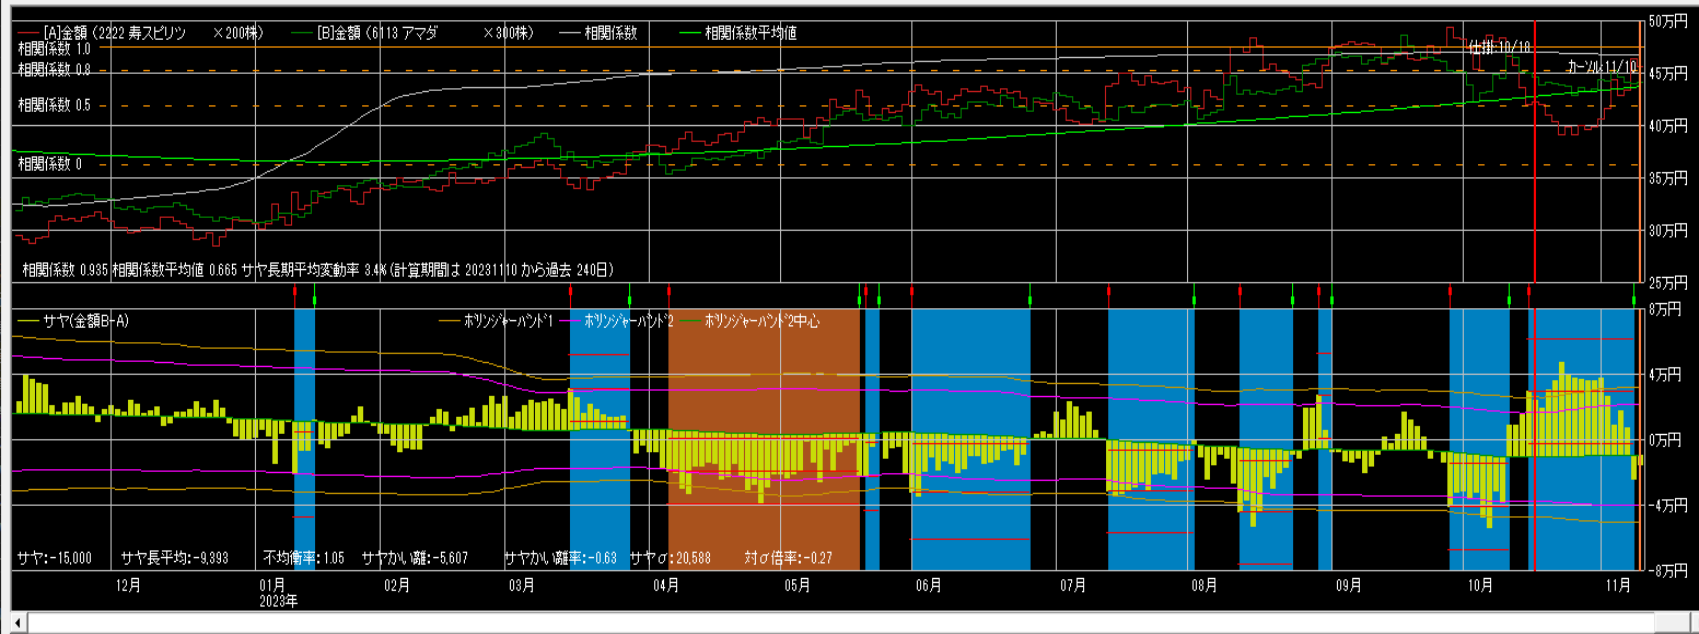 [A]金額 (2222 寿スピリッツ ×200株) [B]金額 (6113 アマダ ×300株) 相関係数 相関係数平均値
50万円
相関係数 1.0
仕掛:10/10
相関係数 0.8
カーソル:11/10
45万円
相関係数 0.5
40万円
相関係数 0
35万円
30万円
相関係数 0.935 相関係数平均値 0.665 サヤ長期平均変動率 3.4% (計算期間は 20231110 から過去 240日)
25万円
8万円
サヤ(金額B-A) ボリンジャーバンド1 ボリンジャーバンド2 ボリンジャーバンド2中心
4万円
0万円
-4万円
サヤ:-15,000 サヤ長平均:-9,393 不均衡率:1.05 サヤかい離:-5,607 サヤかい離率:-0.63 サヤσ:20,588 対σ倍率:-0.27
-8万円
12月 01月 02月 03月 04月 05月 06月 07月 08月 09月 10月 11月
2023年